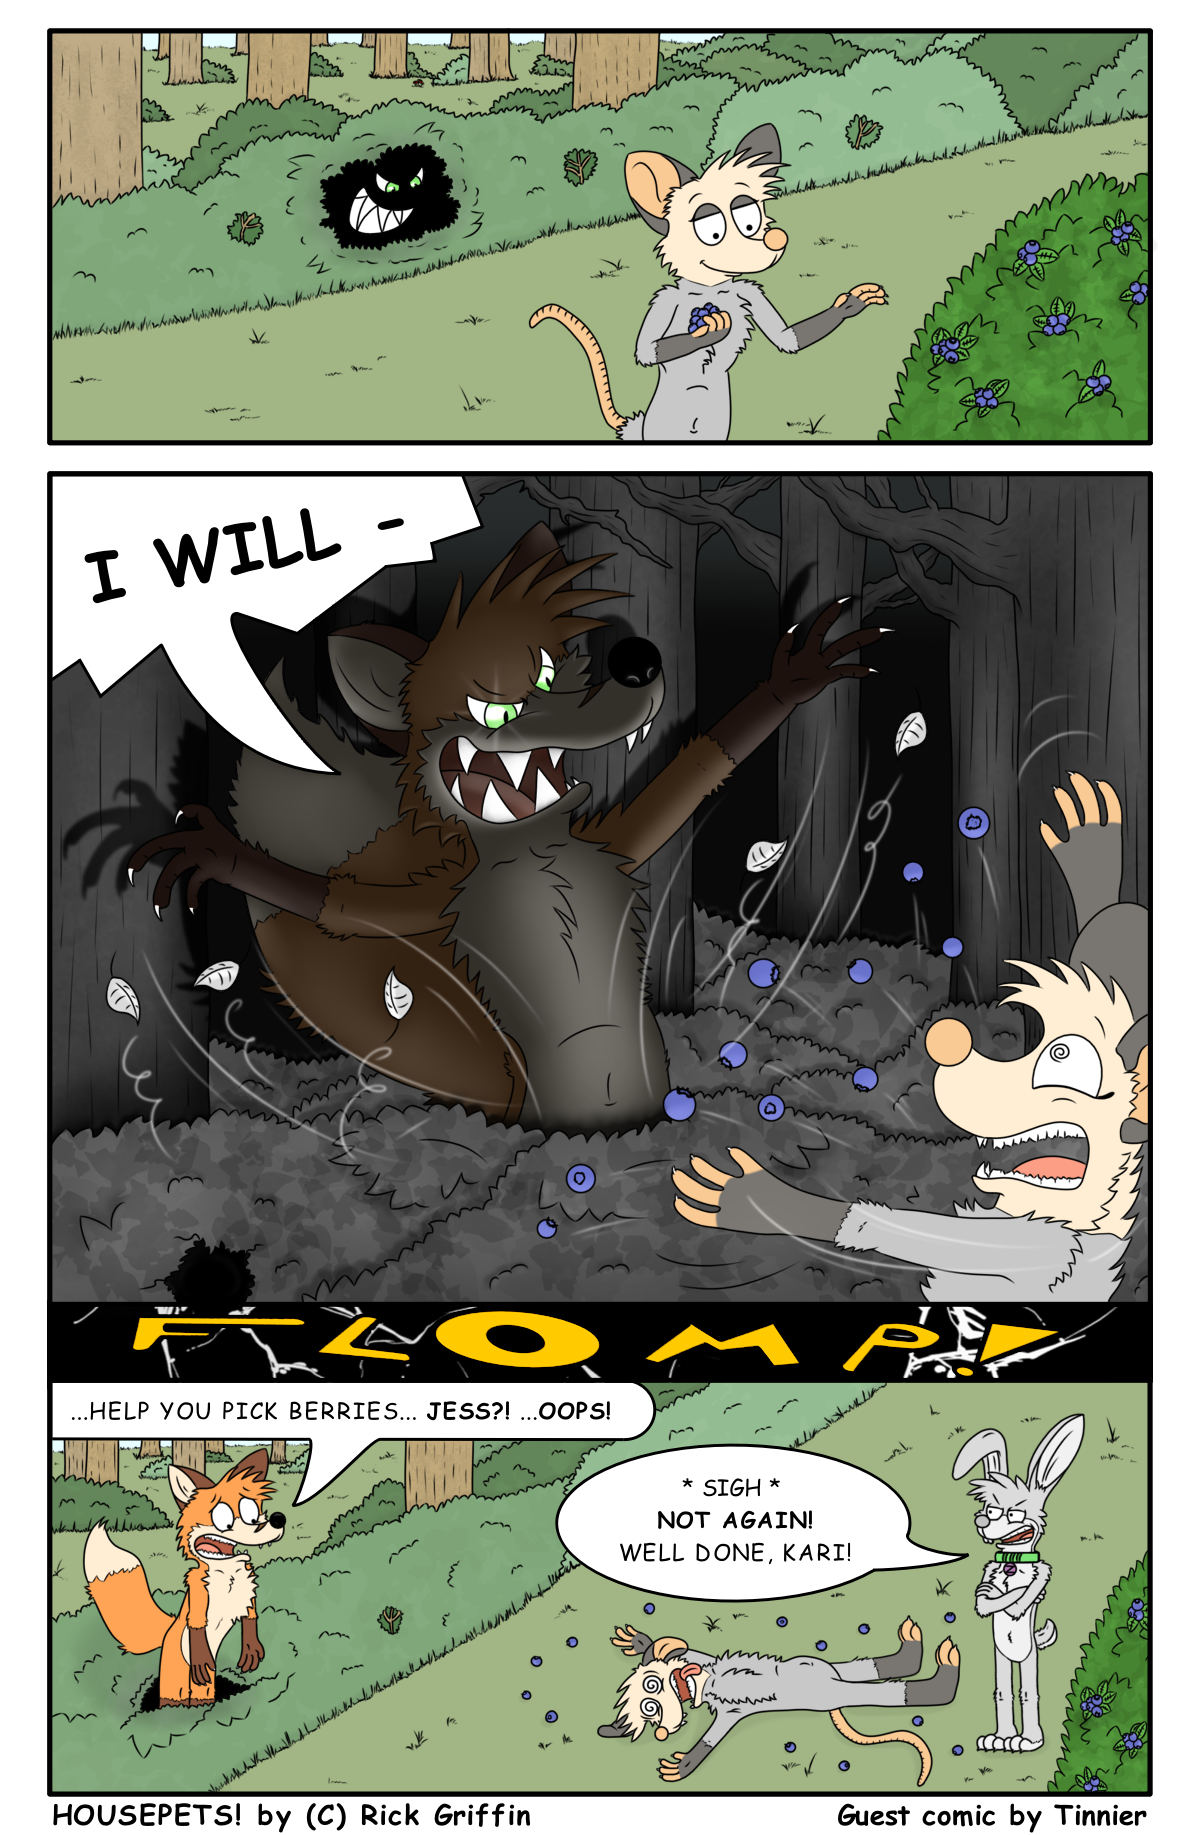 I WILL -
FLOMP!
...HELP YOU PICK BERRIES... JESS?! ...OOPS!
* SIGH *
NOT AGAIN!
WELL DONE, KARI!
HOUSEPETS! by (C) Rick Griffin
Guest comic by Tinnier